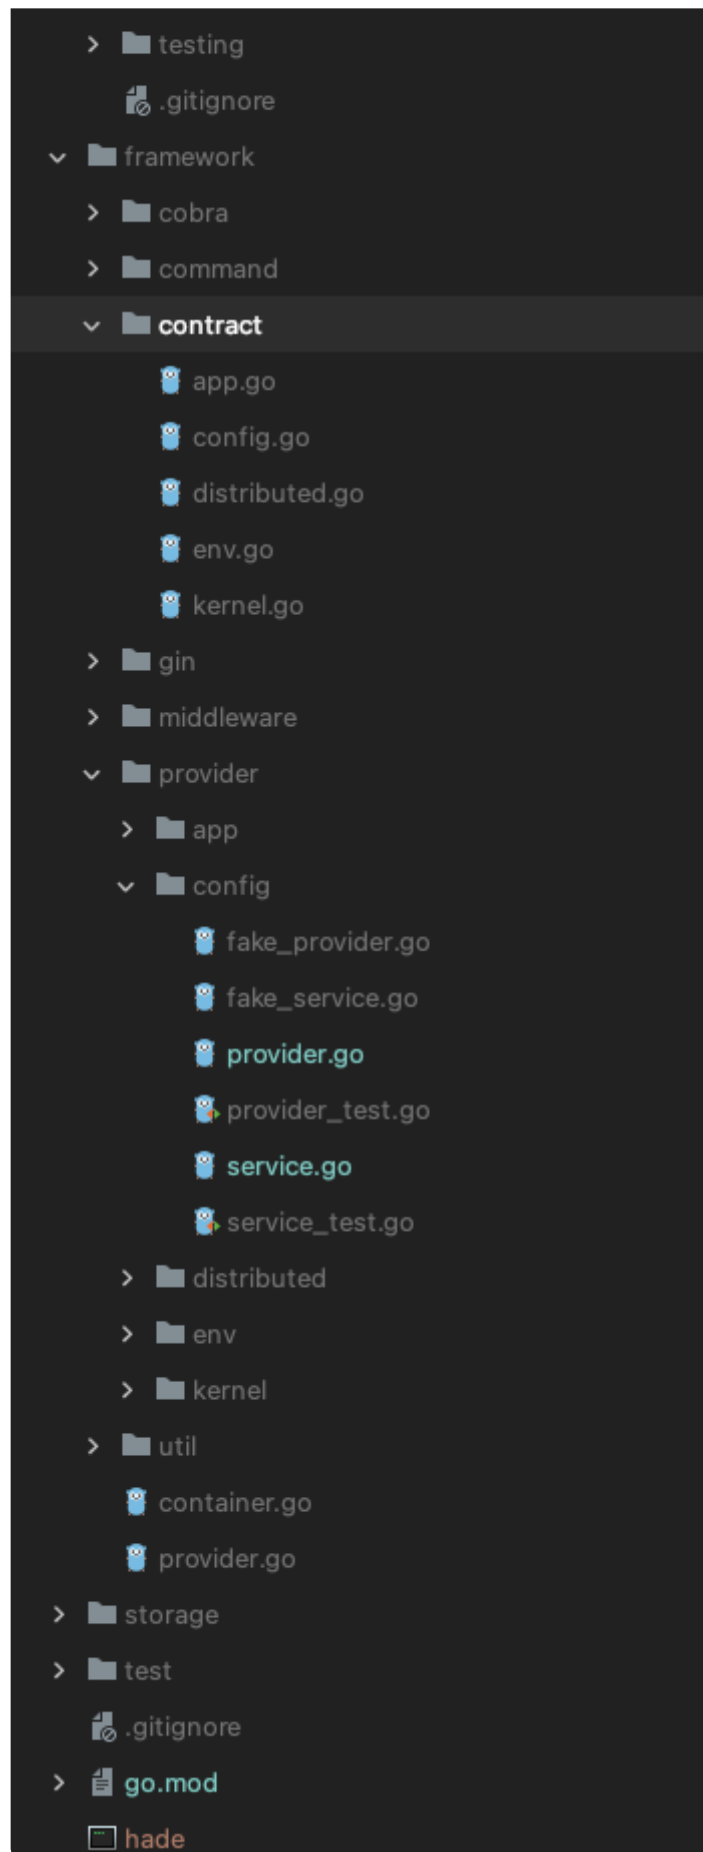 testing
.gitignore
framework
cobra
command
contract
app.go
config.go
distributed.go
env.go
kernel.go
gin
middleware
provider
app
config
fake_provider.go
fake_service.go
provider.go
provider_test.go
service.go
service_test.go
distributed
env
kernel
util
container.go
provider.go
storage
test
.gitignore
go.mod
hade